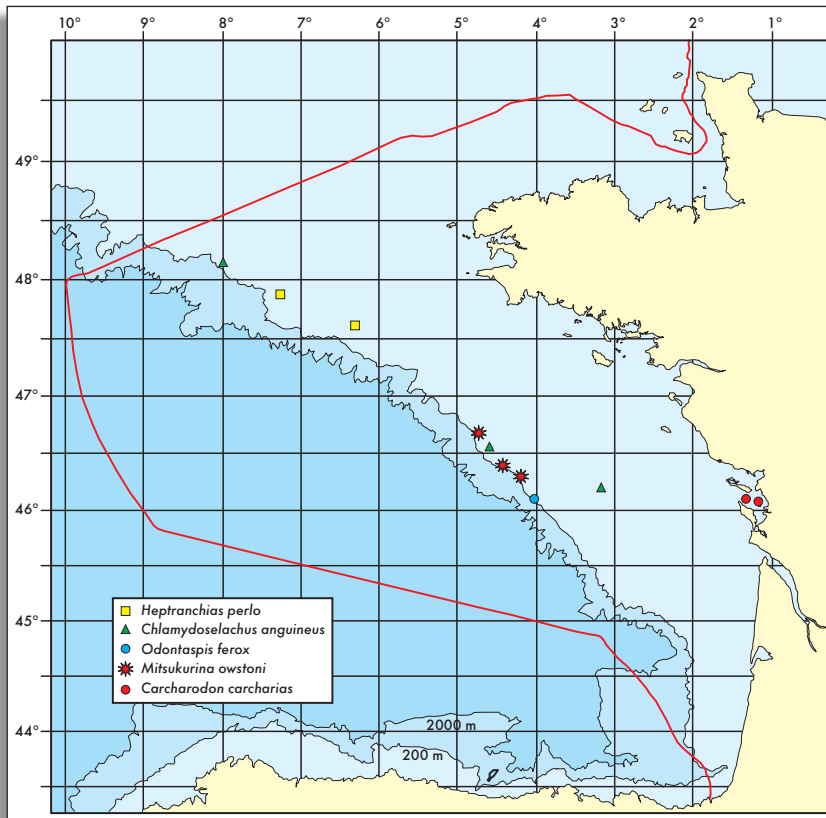 10° 9° 8° 7° 6° 5° 4° 3° 2° 1°
49°
48°
47°
46°
45°
Heptranchias perlo
Chlamydoselachus anguineus
Odontaspis ferox
Mitsukurina owstoni
Carcharodon carcharias
44°
2000 m
200 m